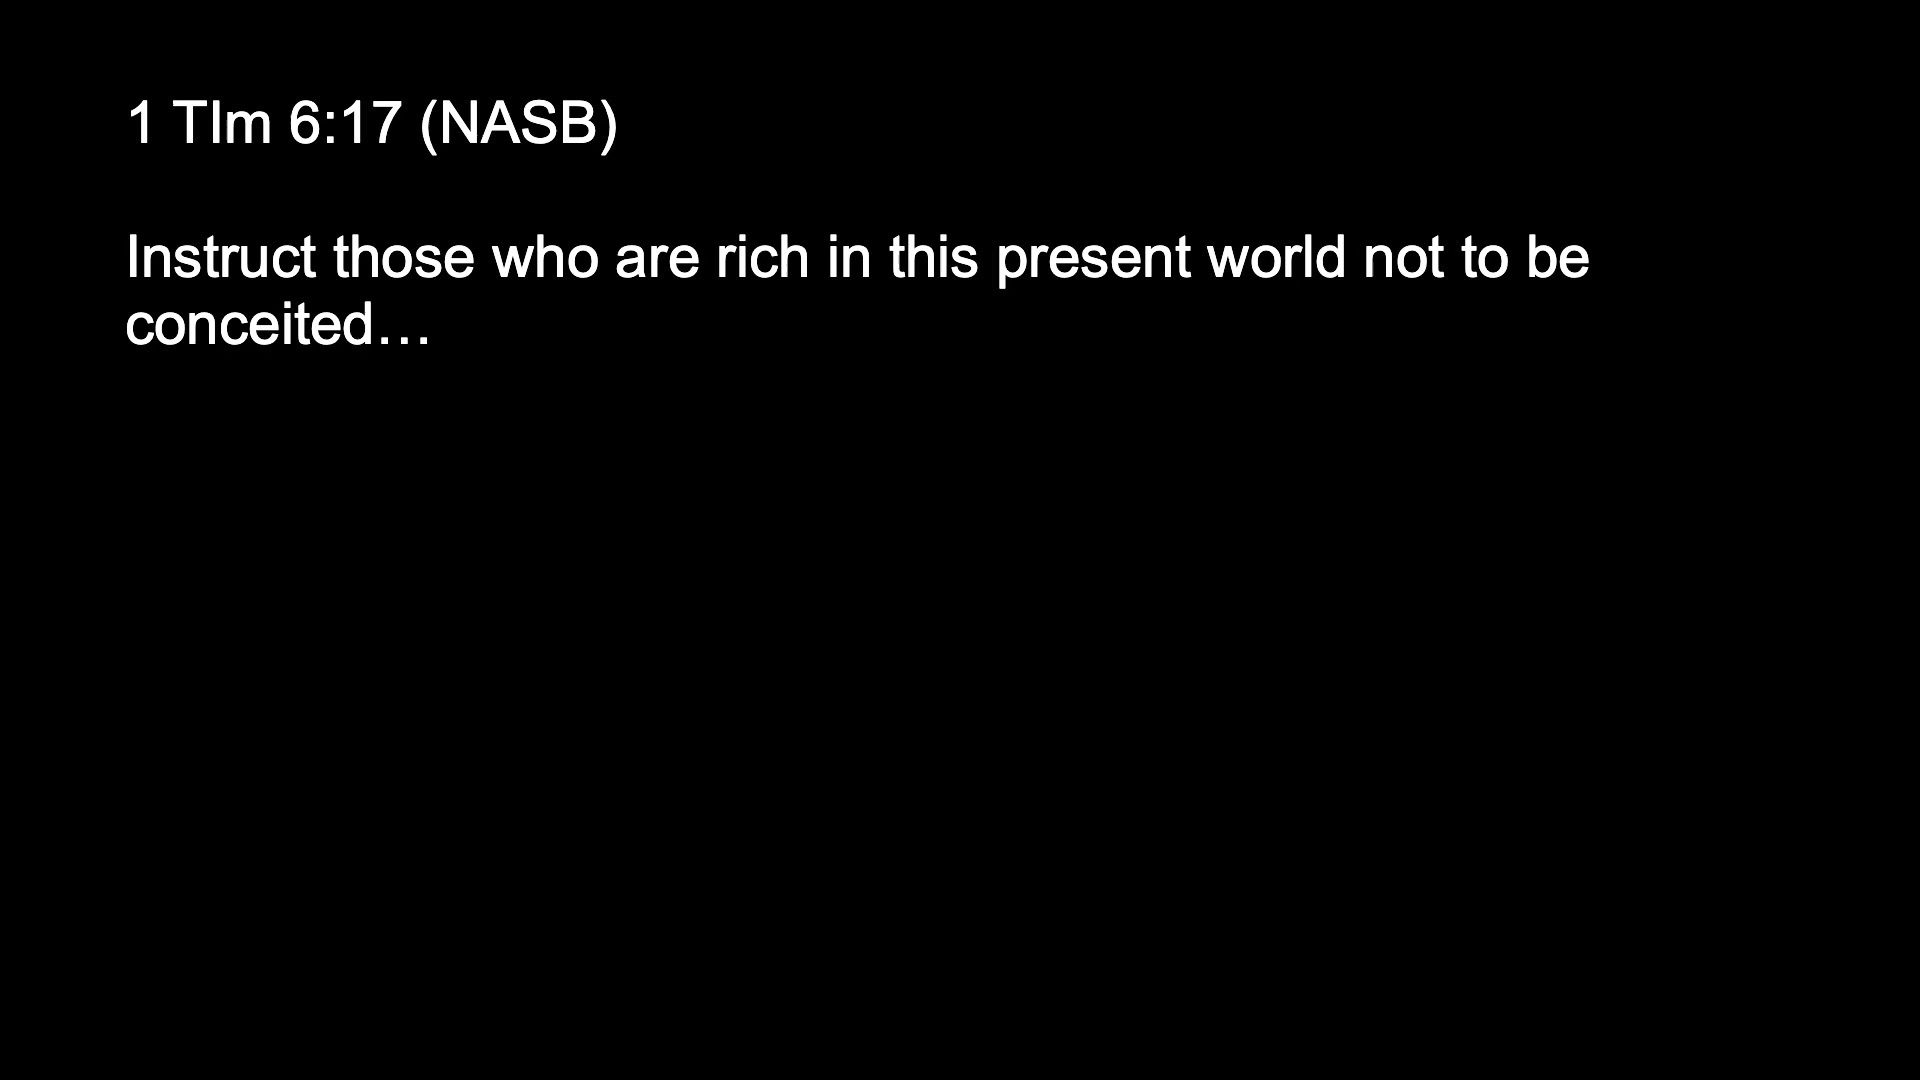 1 TIm 6:17 (NASB)
Instruct those who are rich in this present world not to be
conceited…